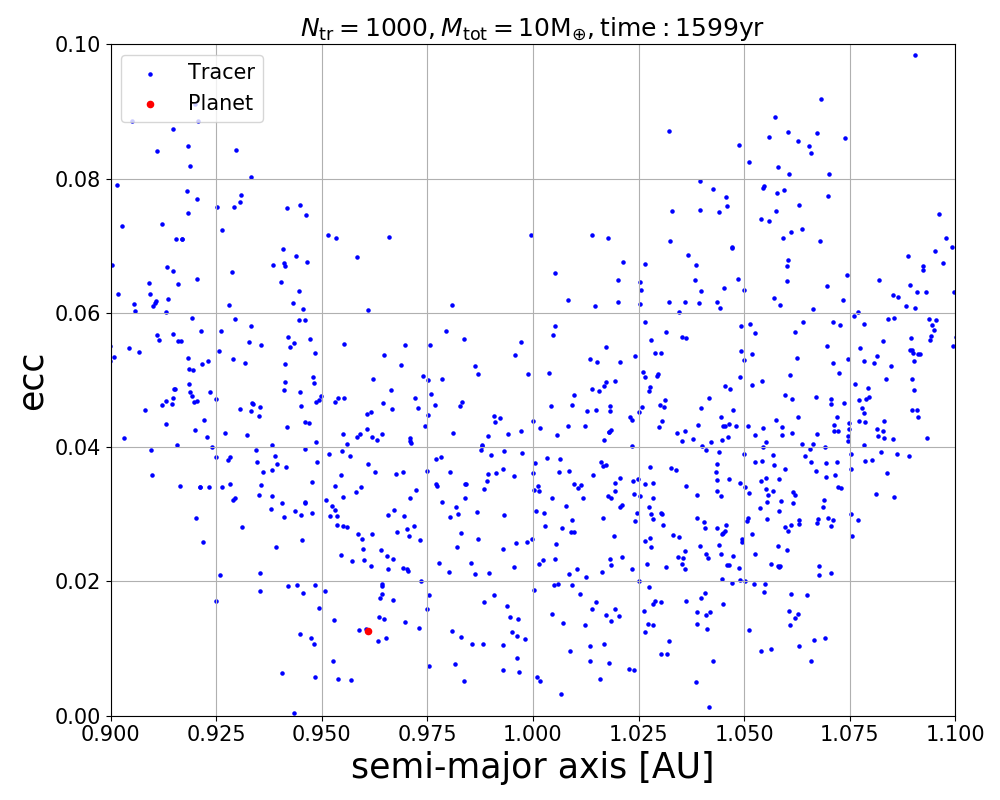 N_tr = 1000, M_tot = 10M_⊕, time : 1599yr
Tracer
Planet
ecc
0.10
0.08
0.06
0.04
0.02
0.00
0.900 0.925 0.950 0.975 1.000 1.025 1.050 1.075 1.100
semi-major axis [AU]